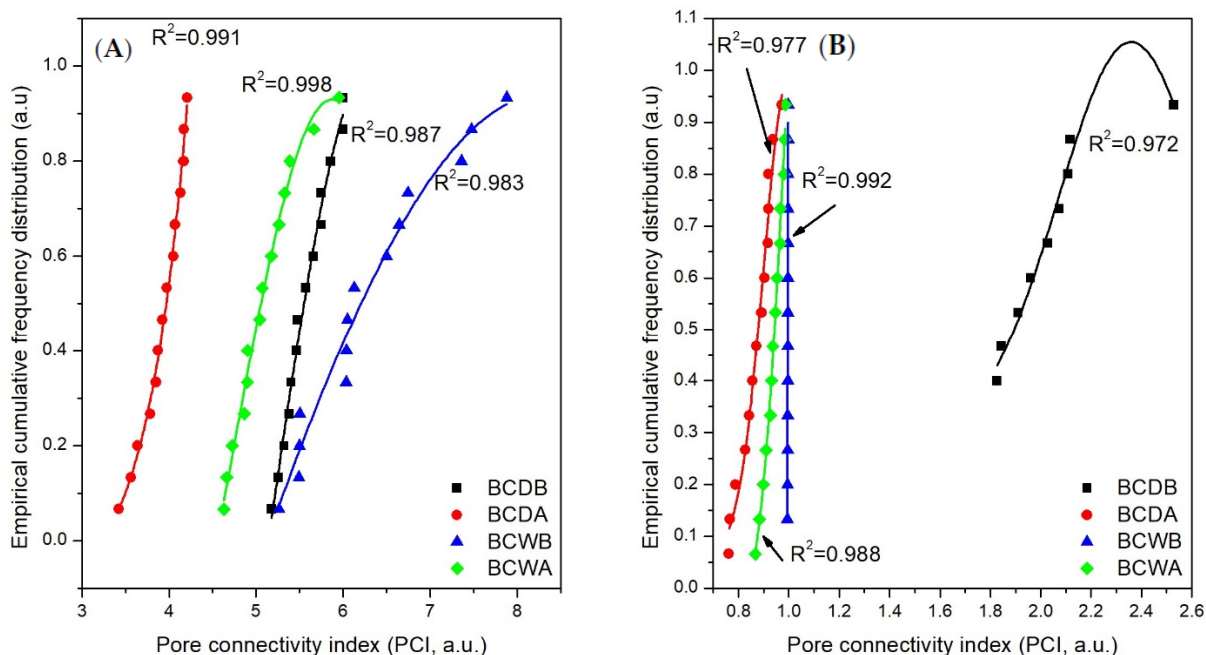 (A)
R²=0.991
R²=0.998
R²=0.987
R²=0.983
1.0
0.8
0.6
0.4
0.2
0.0
Empirical cumulative frequency distribution (a.u)
BCDB
BCDA
BCWB
BCWA
3 4 5 6 7 8
Pore connectivity index (PCI, a.u.)
(B)
R²=0.977
R²=0.972
R²=0.992
R²=0.988
1.1
1.0
0.9
0.8
0.7
0.6
0.5
0.4
0.3
0.2
0.1
0.0
Empirical cumulative frequency distribution (a.u)
BCDB
BCDA
BCWB
BCWA
0.8 1.0 1.2 1.4 1.6 1.8 2.0 2.2 2.4 2.6
Pore connectivity index (PCI, a.u.)